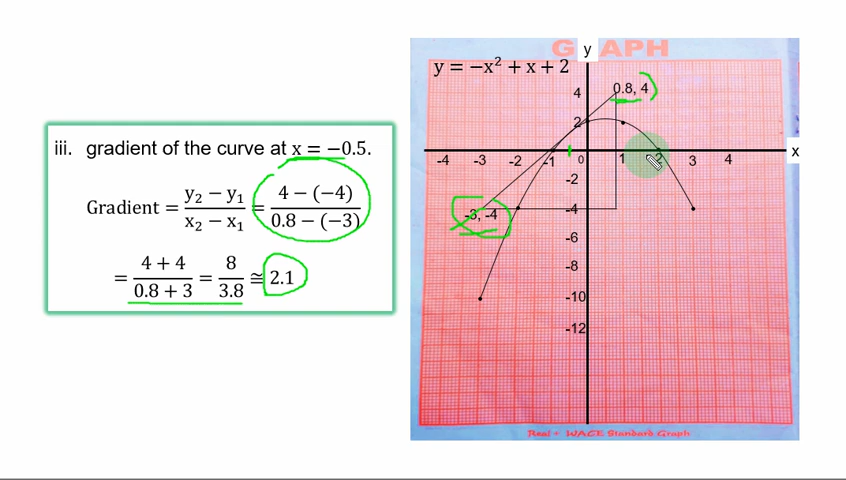 iii. gradient of the curve at x = −0.5.
Gradient = (y₂ − y₁)/(x₂ − x₁) = (4 − (−4))/(0.8 − (−3))
= (4 + 4)/(0.8 + 3) = 8/3.8 ≅ 2.1
GRAPH
y
y = −x² + x + 2
0.8, 4
4
2
-4 -3 -2 -1 0 1 2 3 4 x
-2
-3, -4
-4
-6
-8
-10
-12
Real + WACE Standard Graph